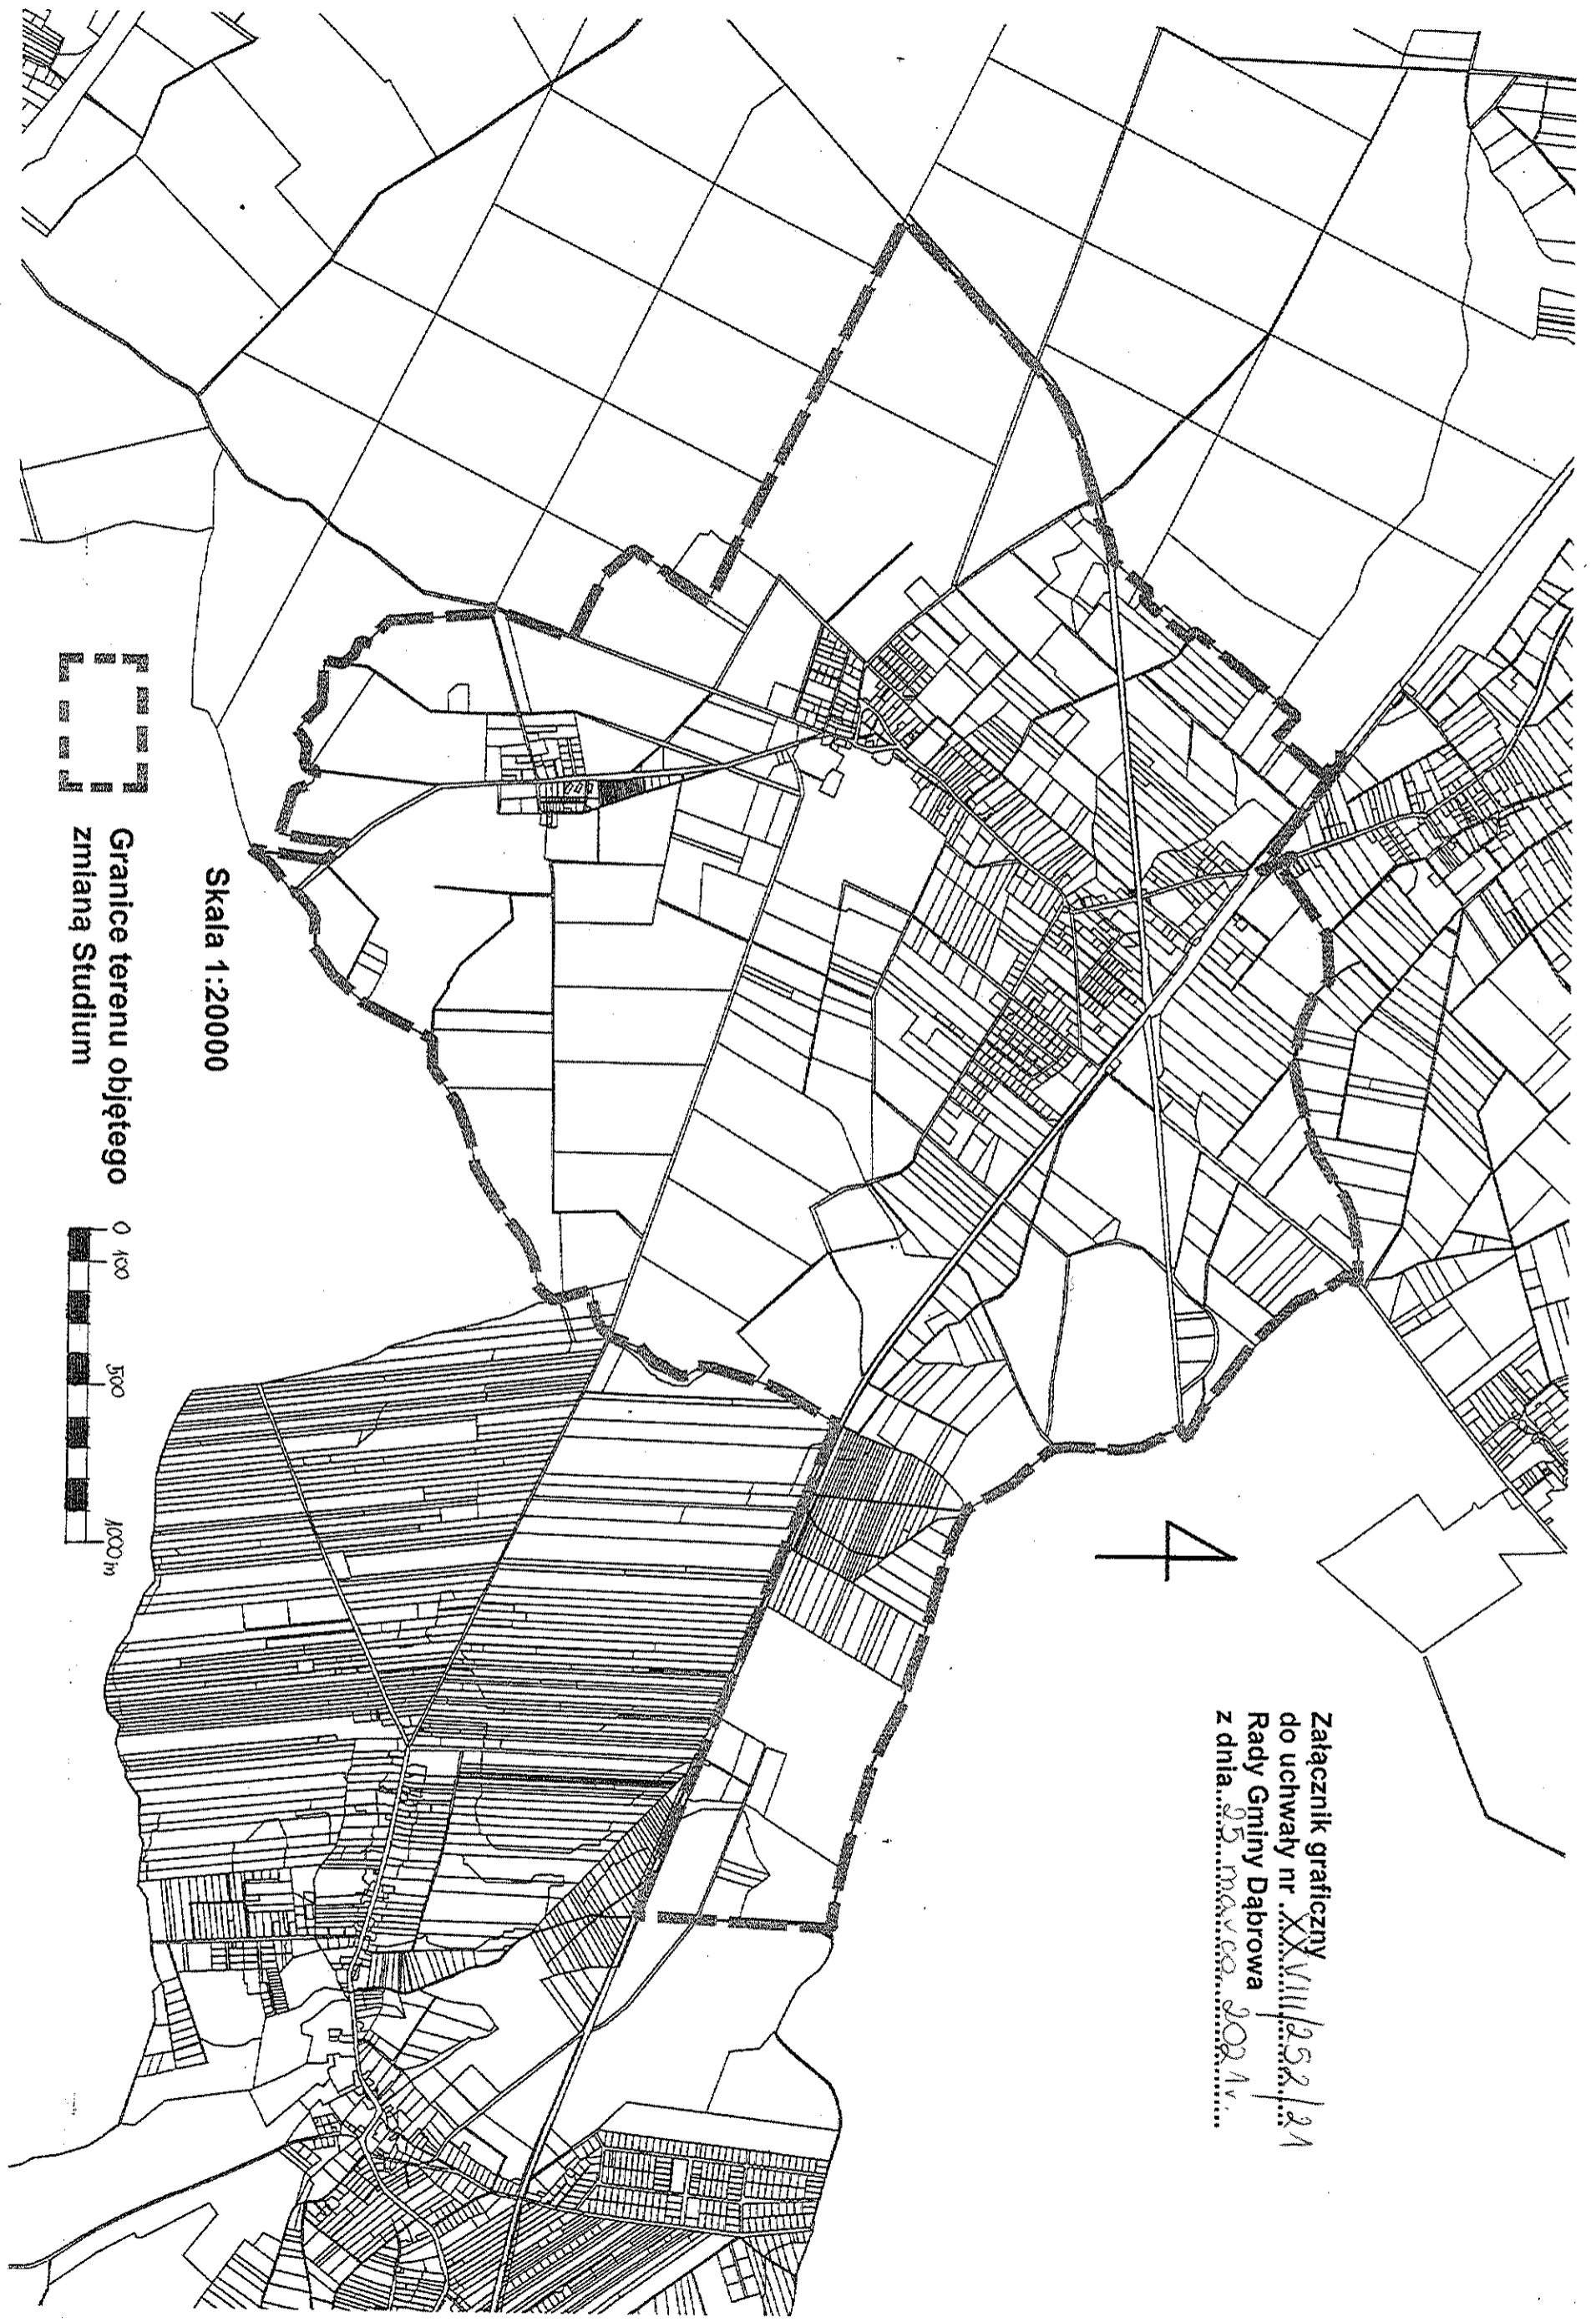 Załącznik graficzny
do uchwały nr XXVIII/252/21
Rady Gminy Dąbrowa
z dnia 25 marca 2021r.
Skala 1:20000
Granice terenu objętego
zmianą Studium
0 100 500 1000m